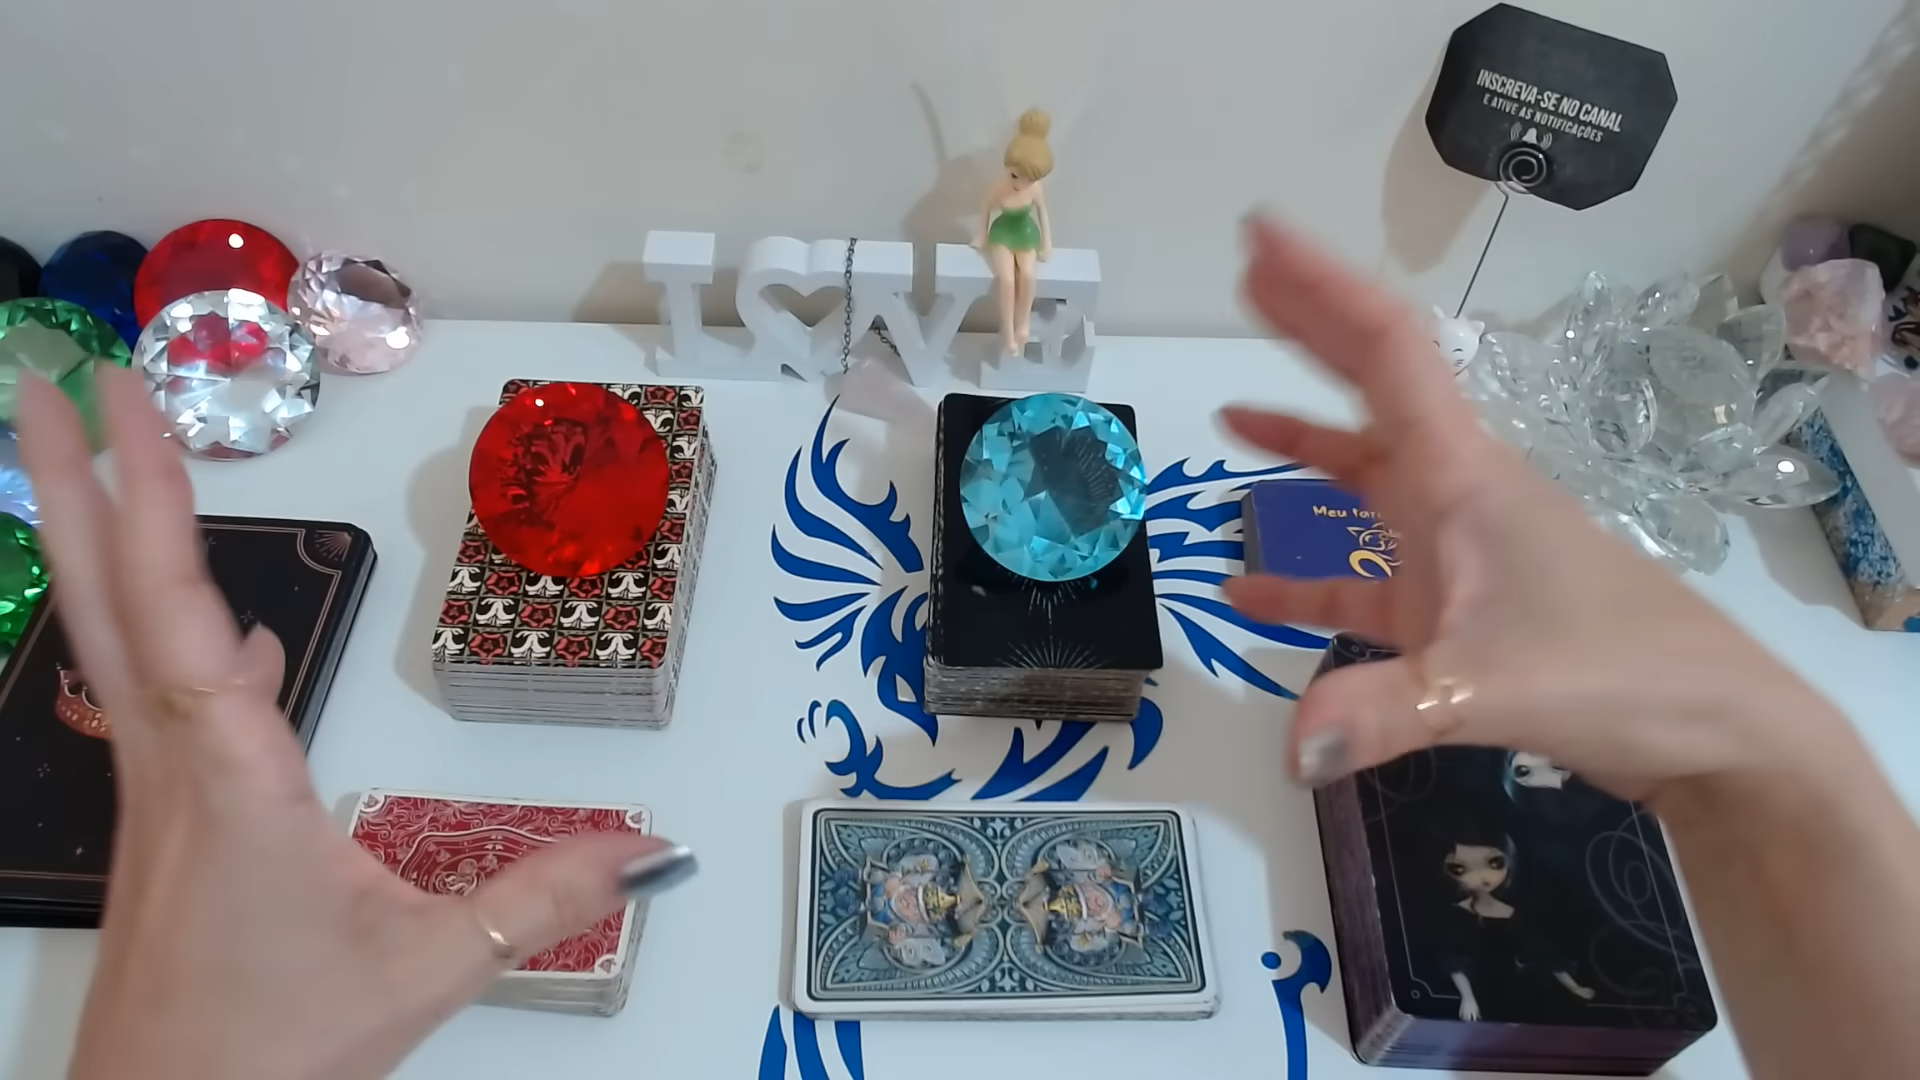 INSCREVA-SE NO CANAL
E ATIVE AS NOTIFICAÇÕES
LOVE
Meu